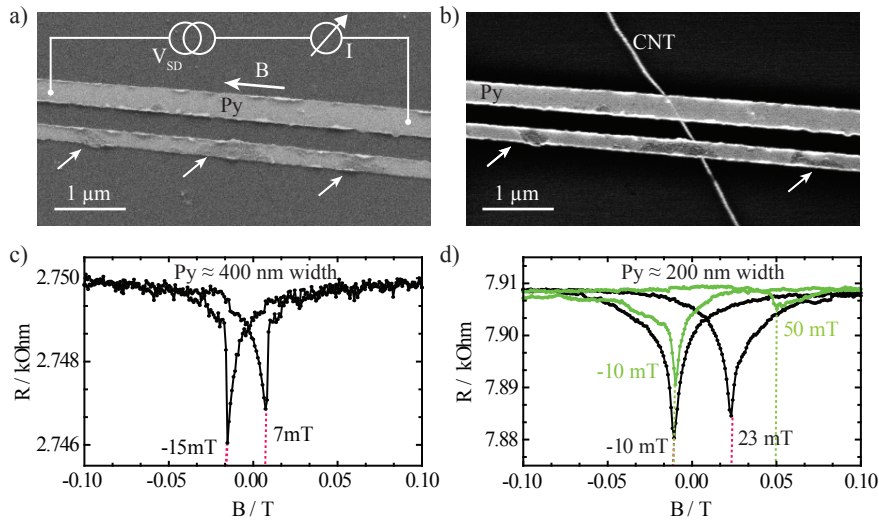 a)
V_SD
I
B
Py
1 µm
b)
CNT
Py
1 µm
c)
Py ≈ 400 nm width
2.750
2.748
2.746
R / kOhm
-15mT
7mT
-0.10
-0.05
0.00
0.05
0.10
B / T
d)
Py ≈ 200 nm width
7.91
7.90
7.89
7.88
R / kOhm
-10 mT
50 mT
-10 mT
23 mT
-0.10
-0.05
0.00
0.05
0.10
B / T